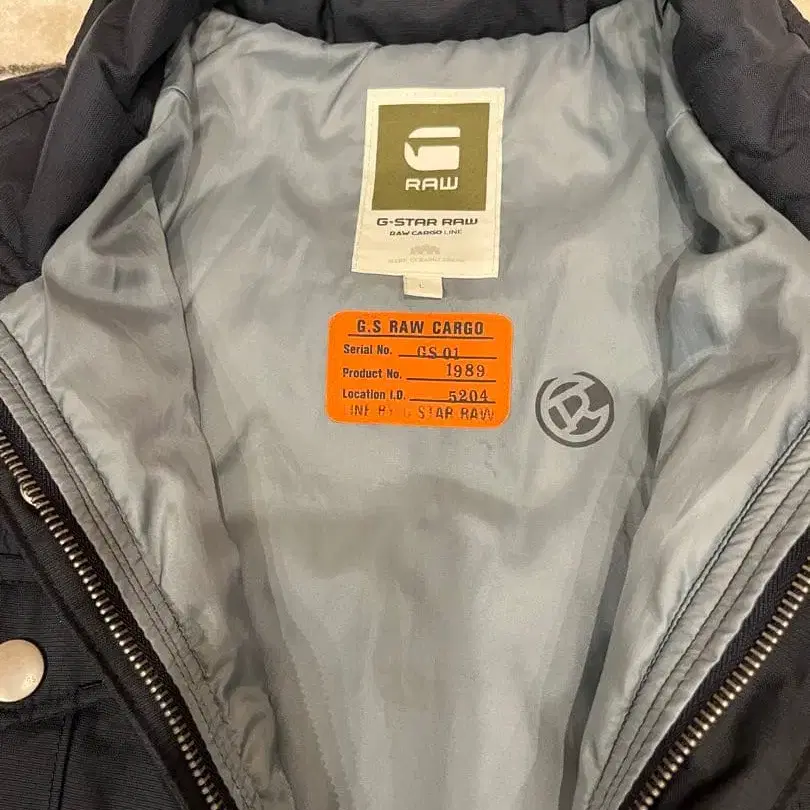 RAW
G-STAR RAW
RAW CARGO LINE
L
G.S RAW CARGO
Serial No. GS 01
Product No. 1989
Location I.D. 5204
LINE BY G STAR RAW